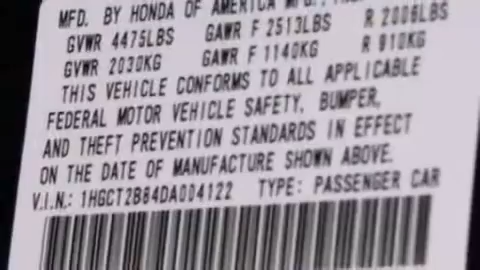 MFD. BY HONDA OF AMERICA MFG.,
GVWR 4475LBS GAWR F 2513LBS R 2006LBS
GVWR 2030KG GAWR F 1140KG R 910KG
THIS VEHICLE CONFORMS TO ALL APPLICABLE
FEDERAL MOTOR VEHICLE SAFETY, BUMPER,
AND THEFT PREVENTION STANDARDS IN EFFECT
ON THE DATE OF MANUFACTURE SHOWN ABOVE.
V.I.N.: 1HGCT2B84DA004122 TYPE: PASSENGER CAR